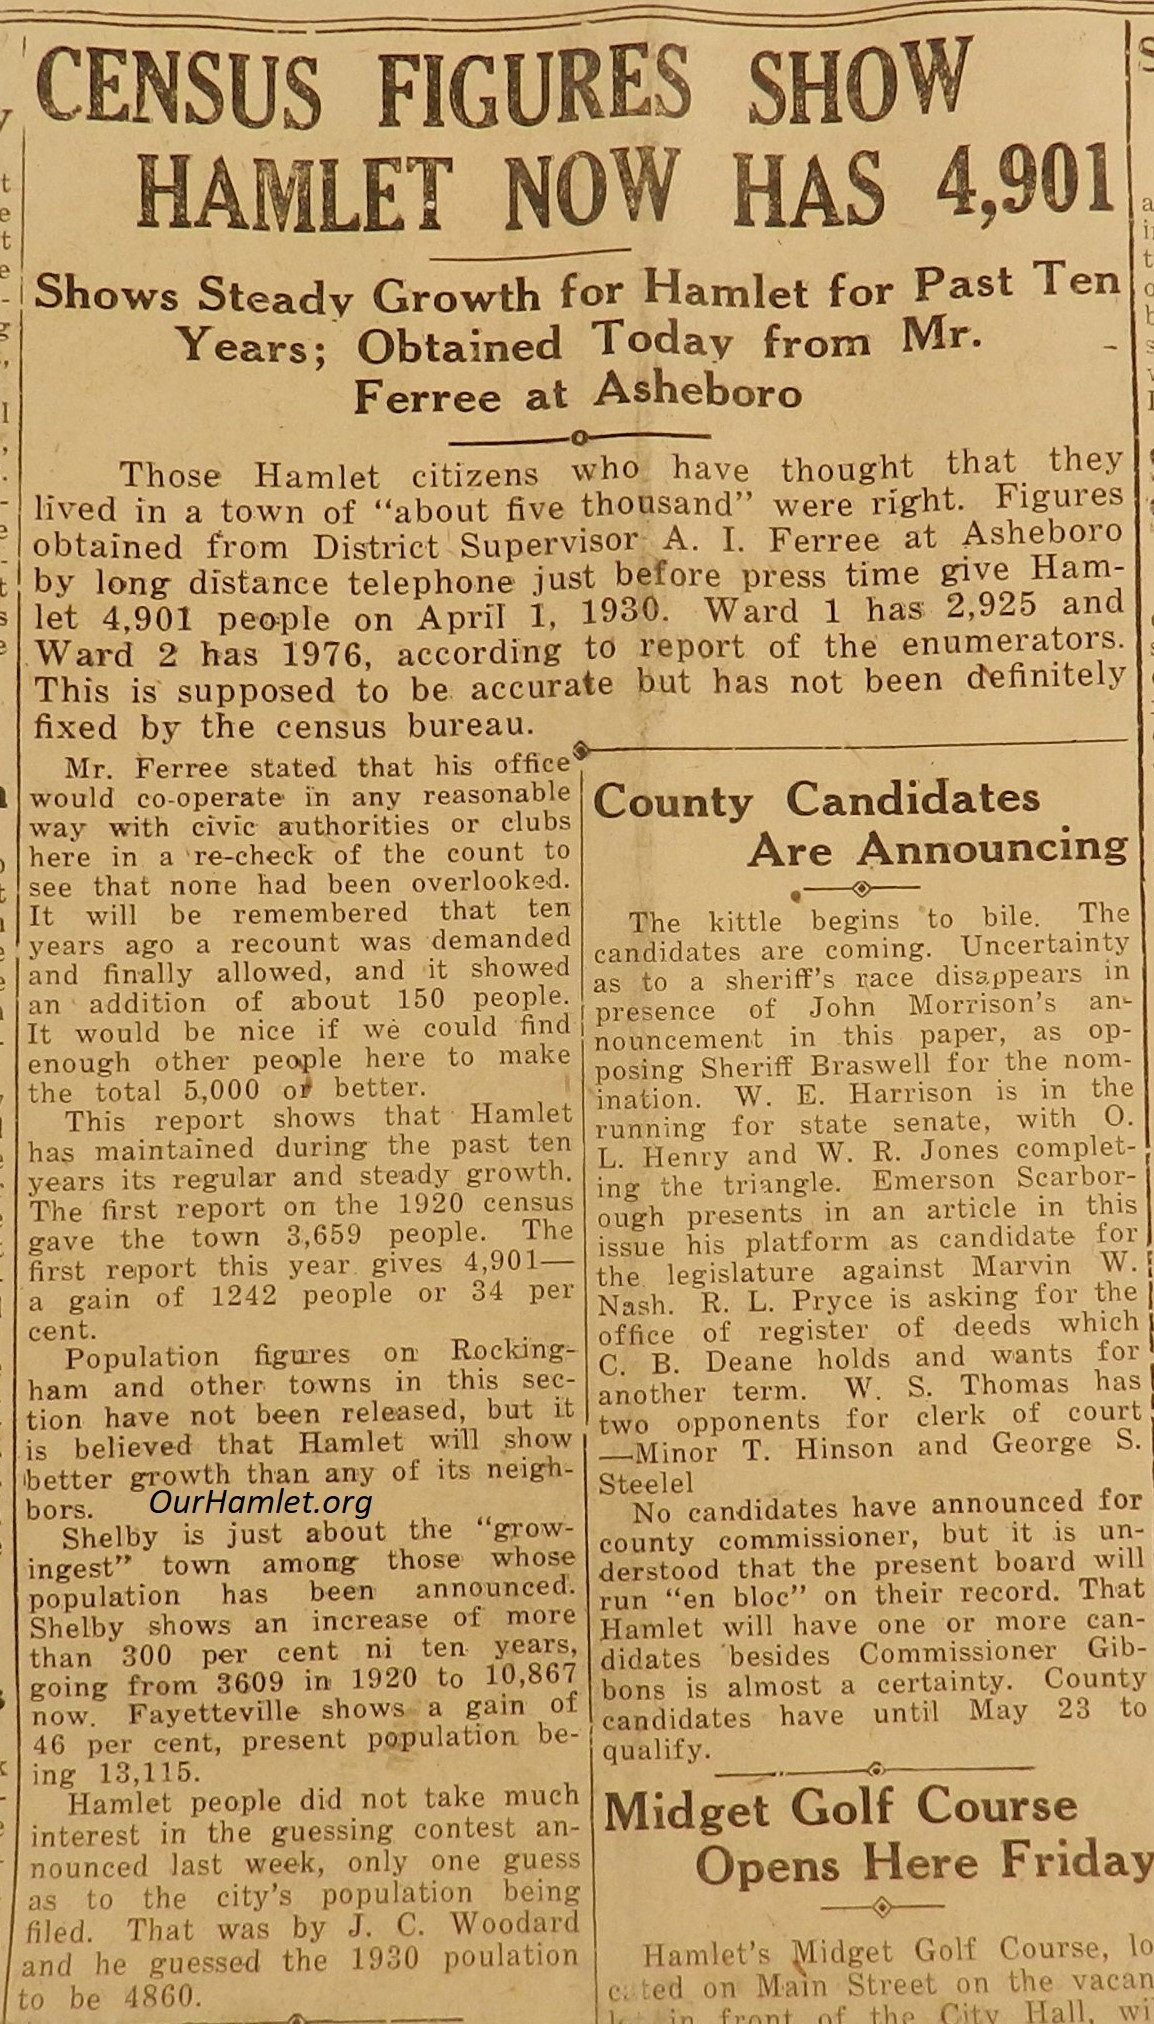 CENSUS FIGURES SHOW
HAMLET NOW HAS 4,901
Shows Steady Growth for Hamlet for Past Ten
Years; Obtained Today from Mr.
Ferree at Asheboro
Those Hamlet citizens who have thought that they
lived in a town of "about five thousand" were right. Figures
obtained from District Supervisor A. I. Ferree at Asheboro
by long distance telephone just before press time give Ham-
let 4,901 people on April 1, 1930. Ward 1 has 2,925 and
Ward 2 has 1976, according to report of the enumerators.
This is supposed to be accurate but has not been definitely
fixed by the census bureau.
Mr. Ferree stated that his office
would co-operate in any reasonable
way with civic authorities or clubs
here in a re-check of the count to
see that none had been overlooked.
It will be remembered that ten
years ago a recount was demanded
and finally allowed, and it showed
an addition of about 150 people.
It would be nice if we could find
enough other people here to make
the total 5,000 or better.
This report shows that Hamlet
has maintained during the past ten
years its regular and steady growth.
The first report on the 1920 census
gave the town 3,659 people. The
first report this year gives 4,901—
a gain of 1242 people or 34 per
cent.
Population figures on Rocking-
ham and other towns in this sec-
tion have not been released, but it
is believed that Hamlet will show
better growth than any of its neigh-
bors.
OurHamlet.org
Shelby is just about the "grow-
ingest" town among those whose
population has been announced.
Shelby shows an increase of more
than 300 per cent ni ten years,
going from 3609 in 1920 to 10,867
now. Fayetteville shows a gain of
46 per cent, present population be-
ing 13,115.
Hamlet people did not take much
interest in the guessing contest an-
nounced last week, only one guess
as to the city's population being
filed. That was by J. C. Woodard
and he guessed the 1930 poulation
to be 4860.
County Candidates
Are Announcing
The kittle begins to bile. The
candidates are coming. Uncertainty
as to a sheriff's race disappears in
presence of John Morrison's an-
nouncement in this paper, as op-
posing Sheriff Braswell for the nom-
ination. W. E. Harrison is in the
running for state senate, with O.
L. Henry and W. R. Jones complet-
ing the triangle. Emerson Scarbor-
ough presents in an article in this
issue his platform as candidate for
the legislature against Marvin W.
Nash. R. L. Pryce is asking for the
office of register of deeds which
C. B. Deane holds and wants for
another term. W. S. Thomas has
two opponents for clerk of court
—Minor T. Hinson and George S.
Steelel
No candidates have announced for
county commissioner, but it is un-
derstood that the present board will
run "en bloc" on their record. That
Hamlet will have one or more can-
didates besides Commissioner Gib-
bons is almost a certainty. County
candidates have until May 23 to
qualify.
Midget Golf Course
Opens Here Friday
Hamlet's Midget Golf Course, lo
cated on Main Street on the vacan
in front of the City Hall, wi